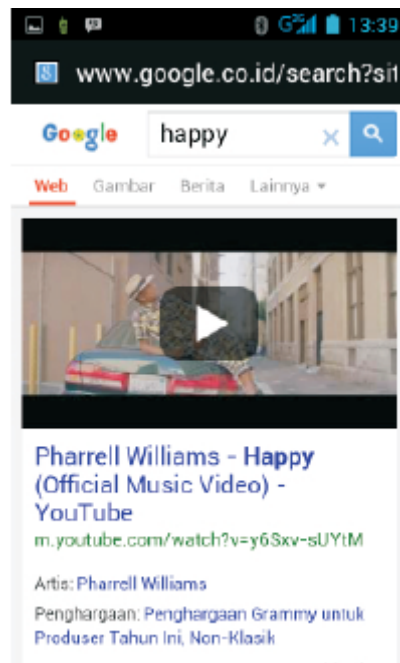 13:39
www.google.co.id/search?sit
Google
happy
Web Gambar Berita Lainnya
Pharrell Williams - Happy
(Official Music Video) -
YouTube
m.youtube.com/watch?v=y6Sxv-sUYtM
Artis: Pharrell Williams
Penghargaan: Penghargaan Grammy untuk
Produser Tahun Ini, Non-Klasik